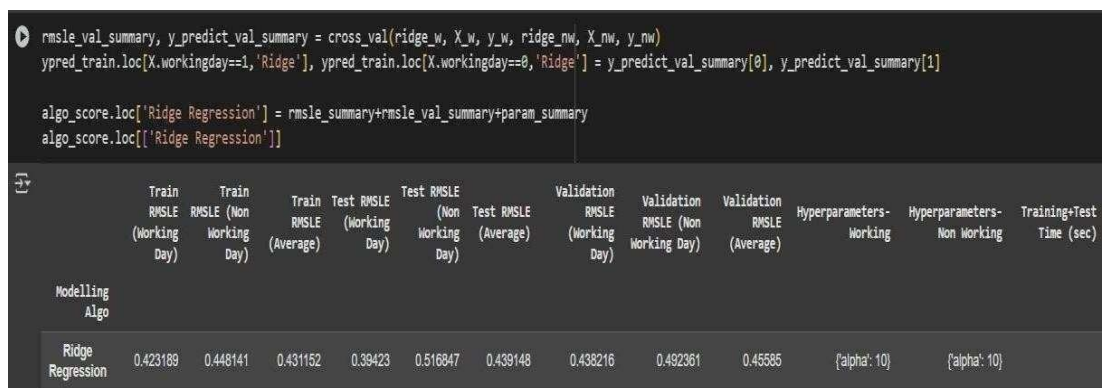 rmsle_val_summary, y_predict_val_summary = cross_val(ridge_w, X_w, y_w, ridge_nw, X_nw, y_nw)
ypred_train.loc[X.workingday==1,'Ridge'], ypred_train.loc[X.workingday==0,'Ridge'] = y_predict_val_summary[0], y_predict_val_summary[1]
algo_score.loc['Ridge Regression'] = rmsle_summary+rmsle_val_summary+param_summary
algo_score.loc[['Ridge Regression']]
Train RMSLE (Working Day)
Train RMSLE (Non Working Day)
Train RMSLE (Average)
Test RMSLE (Working Day)
Test RMSLE (Non Working Day)
Test RMSLE (Average)
Validation RMSLE (Working Day)
Validation RMSLE (Non Working Day)
Validation RMSLE (Average)
Hyperparameters-Working
Hyperparameters-Non Working
Training+Test Time (sec)
Modelling Algo
Ridge Regression 0.423189 0.448141 0.431152 0.39423 0.516847 0.439148 0.438216 0.492361 0.45585 {'alpha': 10} {'alpha': 10}